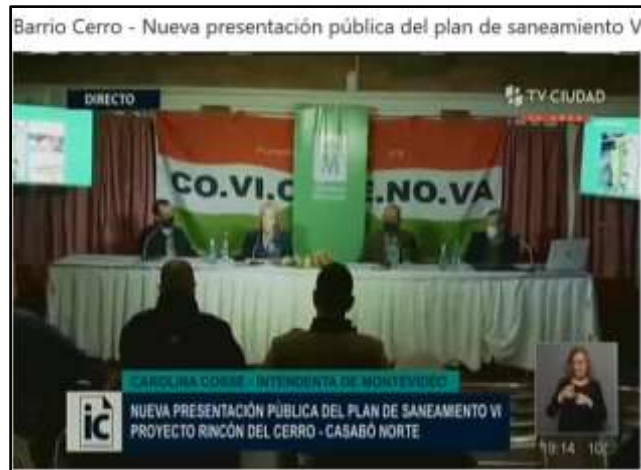 Barrio Cerro - Nueva presentación pública del plan de saneamiento V
DIRECTO
TV CIUDAD
M
CO.VI.C E.NO.VA
CAROLINA COSSE - INTENDENTA DE MONTEVIDEO
ic
NUEVA PRESENTACIÓN PÚBLICA DEL PLAN DE SANEAMIENTO VI
PROYECTO RINCÓN DEL CERRO - CASABÓ NORTE
19:14